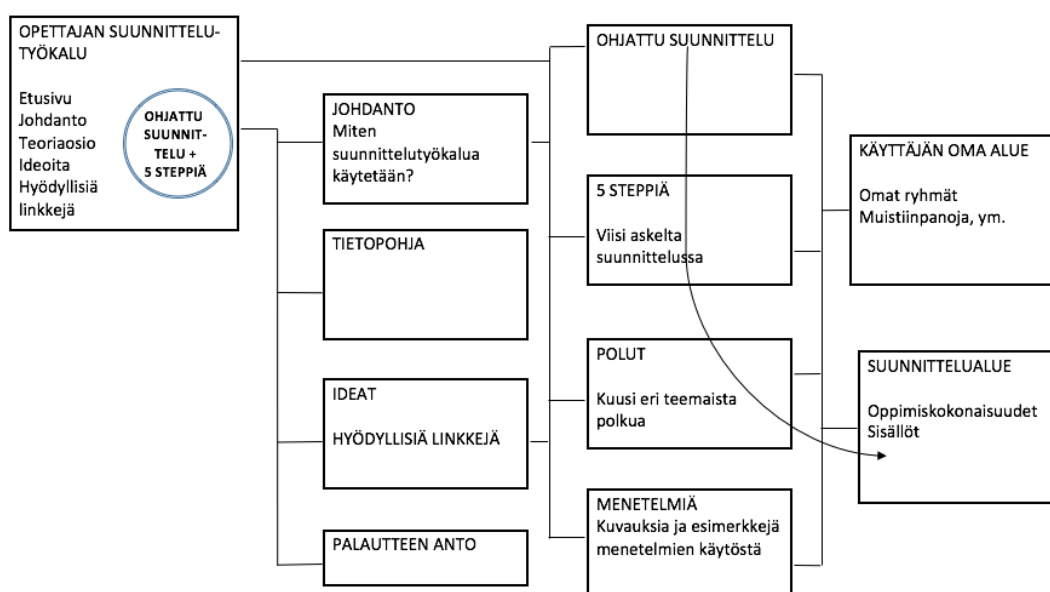 OPETTAJAN SUUNNITTELU-
TYÖKALU
Etusivu
Johdanto
Teoriaosio
Ideoita
Hyödyllisiä
linkkejä
OHJATTU
SUUNNIT-
TELU +
5 STEPPIÄ
JOHDANTO
Miten
suunnittelutyökalua
käytetään?
TIETOPOHJA
IDEAT
HYÖDYLLISIÄ LINKKEJÄ
PALAUTTEEN ANTO
OHJATTU SUUNNITTELU
5 STEPPIÄ
Viisi askelta
suunnittelussa
POLUT
Kuusi eri teemaista
polkua
MENETELMIÄ
Kuvauksia ja esimerkkejä
menetelmien käytöstä
KÄYTTÄJÄN OMA ALUE
Omat ryhmät
Muistiinpanoja, ym.
SUUNNITTELUALUE
Oppimiskokonaisuudet
Sisällöt